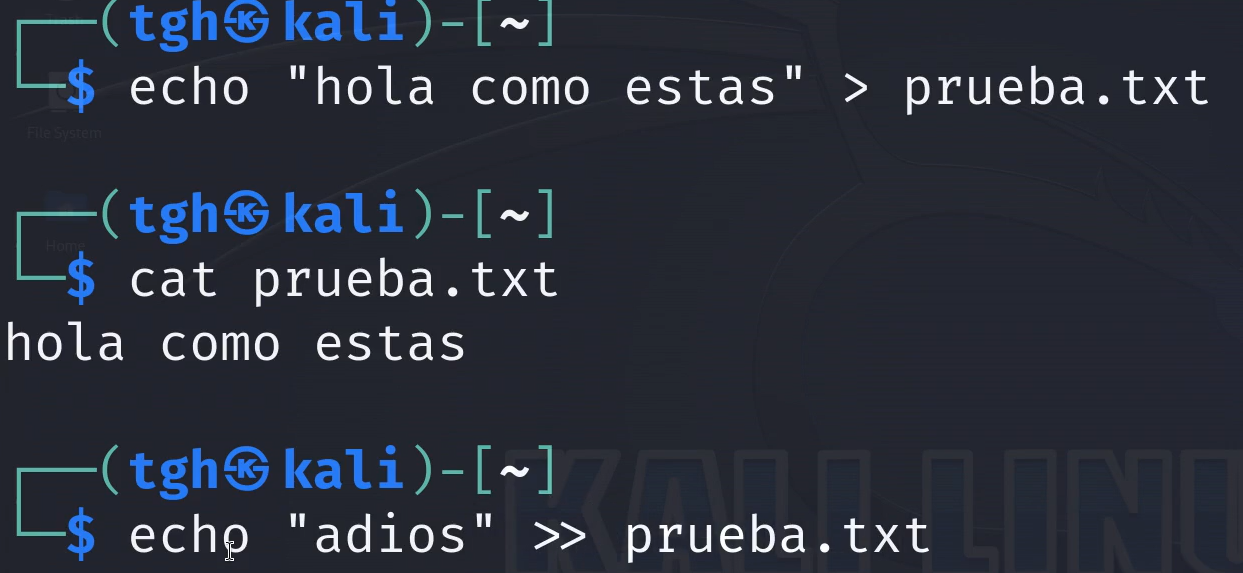 ┌──(tgh㉿kali)-[~]
└─$ echo "hola como estas" > prueba.txt
File System
┌──(tgh㉿kali)-[~]
Home
└─$ cat prueba.txt
hola como estas
┌──(tgh㉿kali)-[~]
└─$ echo "adios" >> prueba.txt
KALI LINU